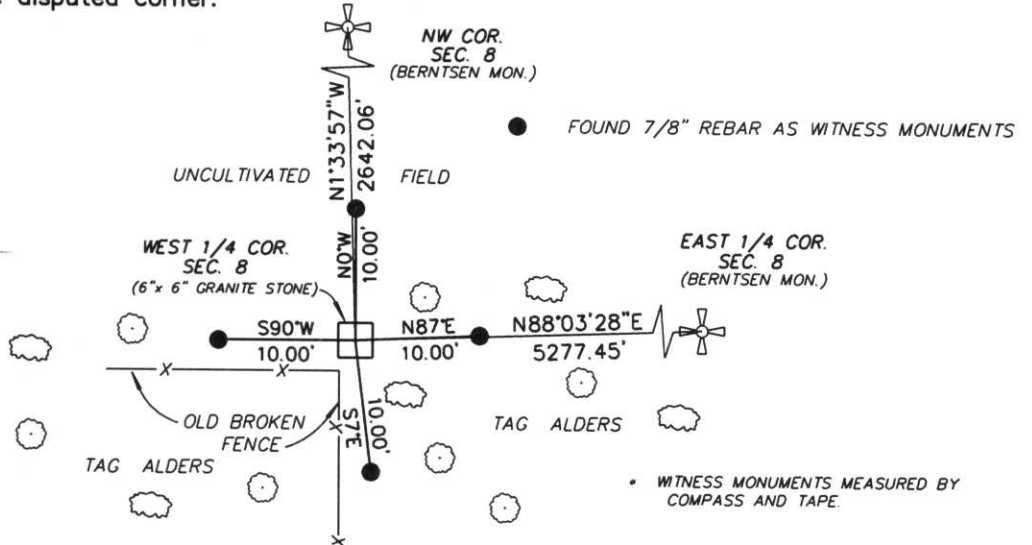 disputed corner.
NW COR.
SEC. 8
(BERNTSEN MON.)
N1°33'57"W
2642.06'
FOUND 7/8" REBAR AS WITNESS MONUMENTS
UNCULTIVATED FIELD
N0°W
10.00'
WEST 1/4 COR.
SEC. 8
(6"x 6" GRANITE STONE)
EAST 1/4 COR.
SEC. 8
(BERNTSEN MON.)
S90°W
10.00'
N87°E
10.00'
N88°03'28"E
5277.45'
S7°E
10.00'
OLD BROKEN
FENCE
TAG ALDERS
TAG ALDERS
• WITNESS MONUMENTS MEASURED BY
COMPASS AND TAPE.